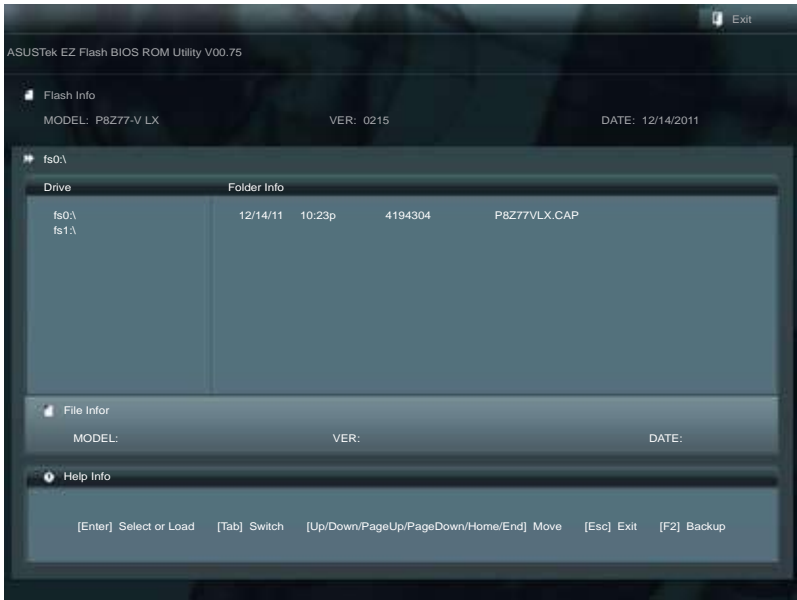 Exit
ASUSTek EZ Flash BIOS ROM Utility V00.75
Flash Info
MODEL: P8Z77-V LX VER: 0215 DATE: 12/14/2011
fs0:\
Drive Folder Info
fs0:\ 12/14/11 10:23p 4194304 P8Z77VLX.CAP
fs1:\
File Infor
MODEL: VER: DATE:
Help Info
[Enter] Select or Load [Tab] Switch [Up/Down/PageUp/PageDown/Home/End] Move [Esc] Exit [F2] Backup